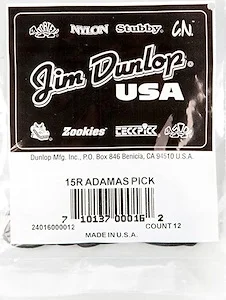 NYLON Stubby
Jim Dunlop®
USA
Zookies
Dunlop Mfg. Inc., P.O. Box 846 Benicia, CA 94510 U.S.A.
15R ADAMAS PICK
7 10137 00016 2
24016000012 COUNT 12
MADE IN U.S.A.